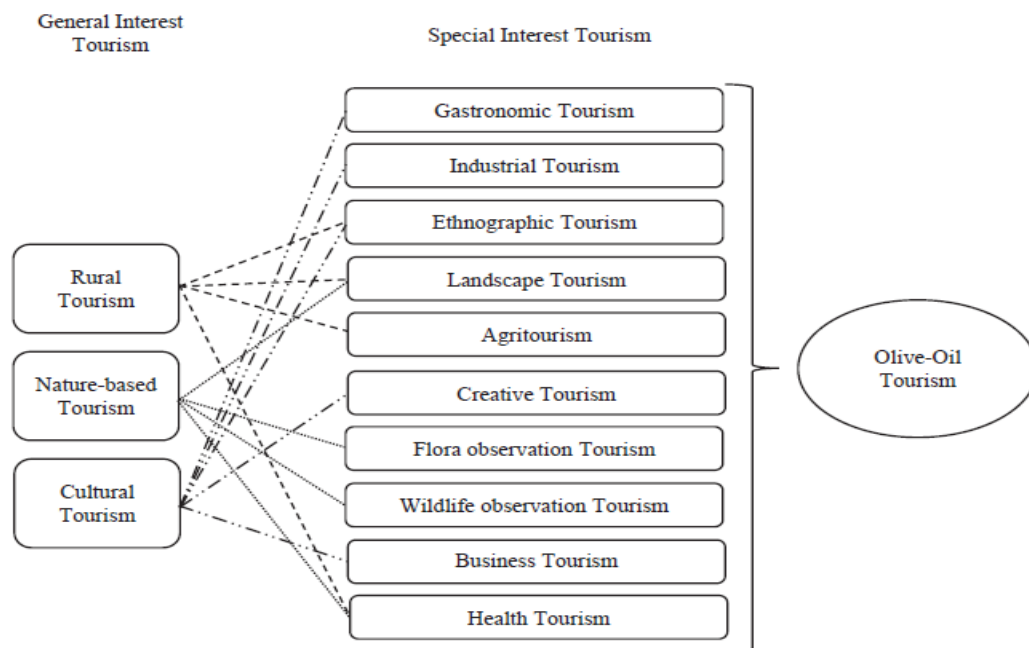 General Interest
Tourism
Special Interest Tourism
Gastronomic Tourism
Industrial Tourism
Ethnographic Tourism
Landscape Tourism
Agritourism
Creative Tourism
Flora observation Tourism
Wildlife observation Tourism
Business Tourism
Health Tourism
Rural
Tourism
Nature-based
Tourism
Cultural
Tourism
Olive-Oil
Tourism